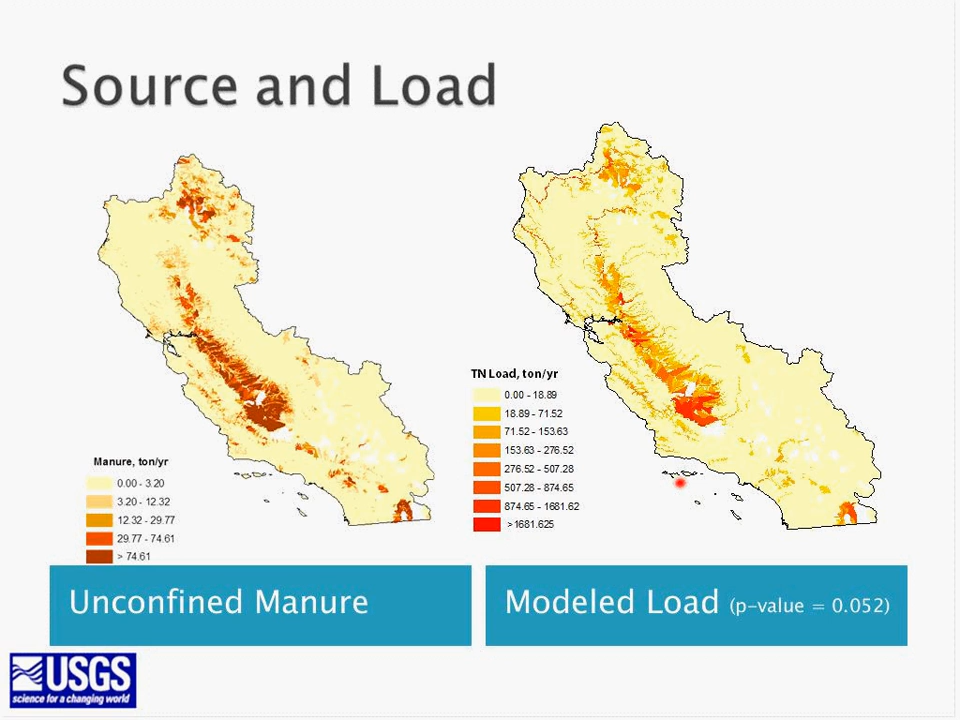 Source and Load
Manure, ton/yr
0.00 - 3.20
3.20 - 12.32
12.32 - 29.77
29.77 - 74.61
> 74.61
TN Load, ton/yr
0.00 - 18.89
18.89 - 71.52
71.52 - 153.63
153.63 - 276.52
276.52 - 507.28
507.28 - 874.65
874.65 - 1681.62
>1681.625
Unconfined Manure
Modeled Load (p-value = 0.052)
USGS
science for a changing world